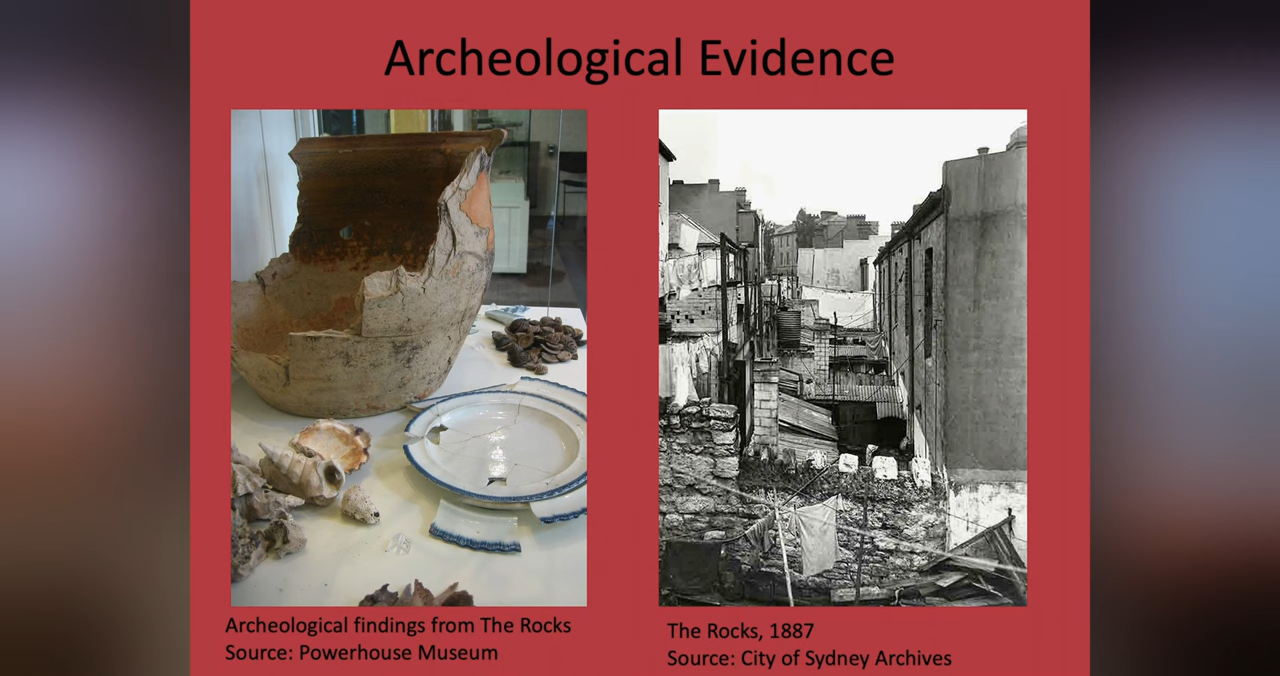 Archeological Evidence
Archeological findings from The Rocks
Source: Powerhouse Museum
The Rocks, 1887
Source: City of Sydney Archives